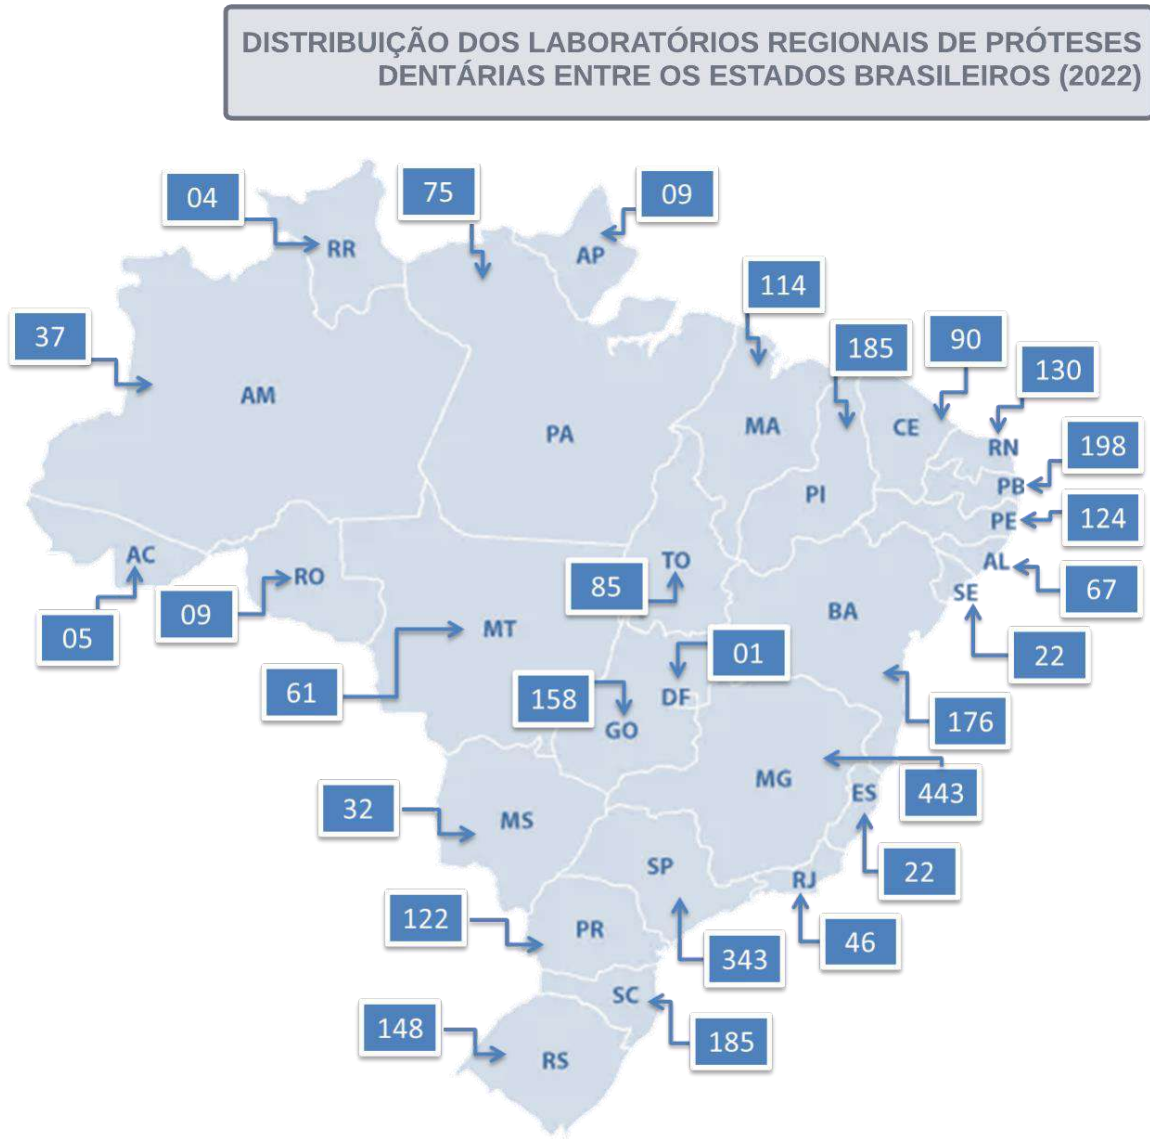 DISTRIBUIÇÃO DOS LABORATÓRIOS REGIONAIS DE PRÓTESES
DENTÁRIAS ENTRE OS ESTADOS BRASILEIROS (2022)
04
75
09
RR
AP
114
37
185
90
130
AM
PA
MA
CE
RN
198
PI
PB
124
PE
AC
RO
TO
AL
85
67
SE
09
BA
05
MT
01
22
61
158
DF
GO
176
MG
ES
443
32
MS
SP
RJ
22
122
PR
46
343
SC
148
185
RS